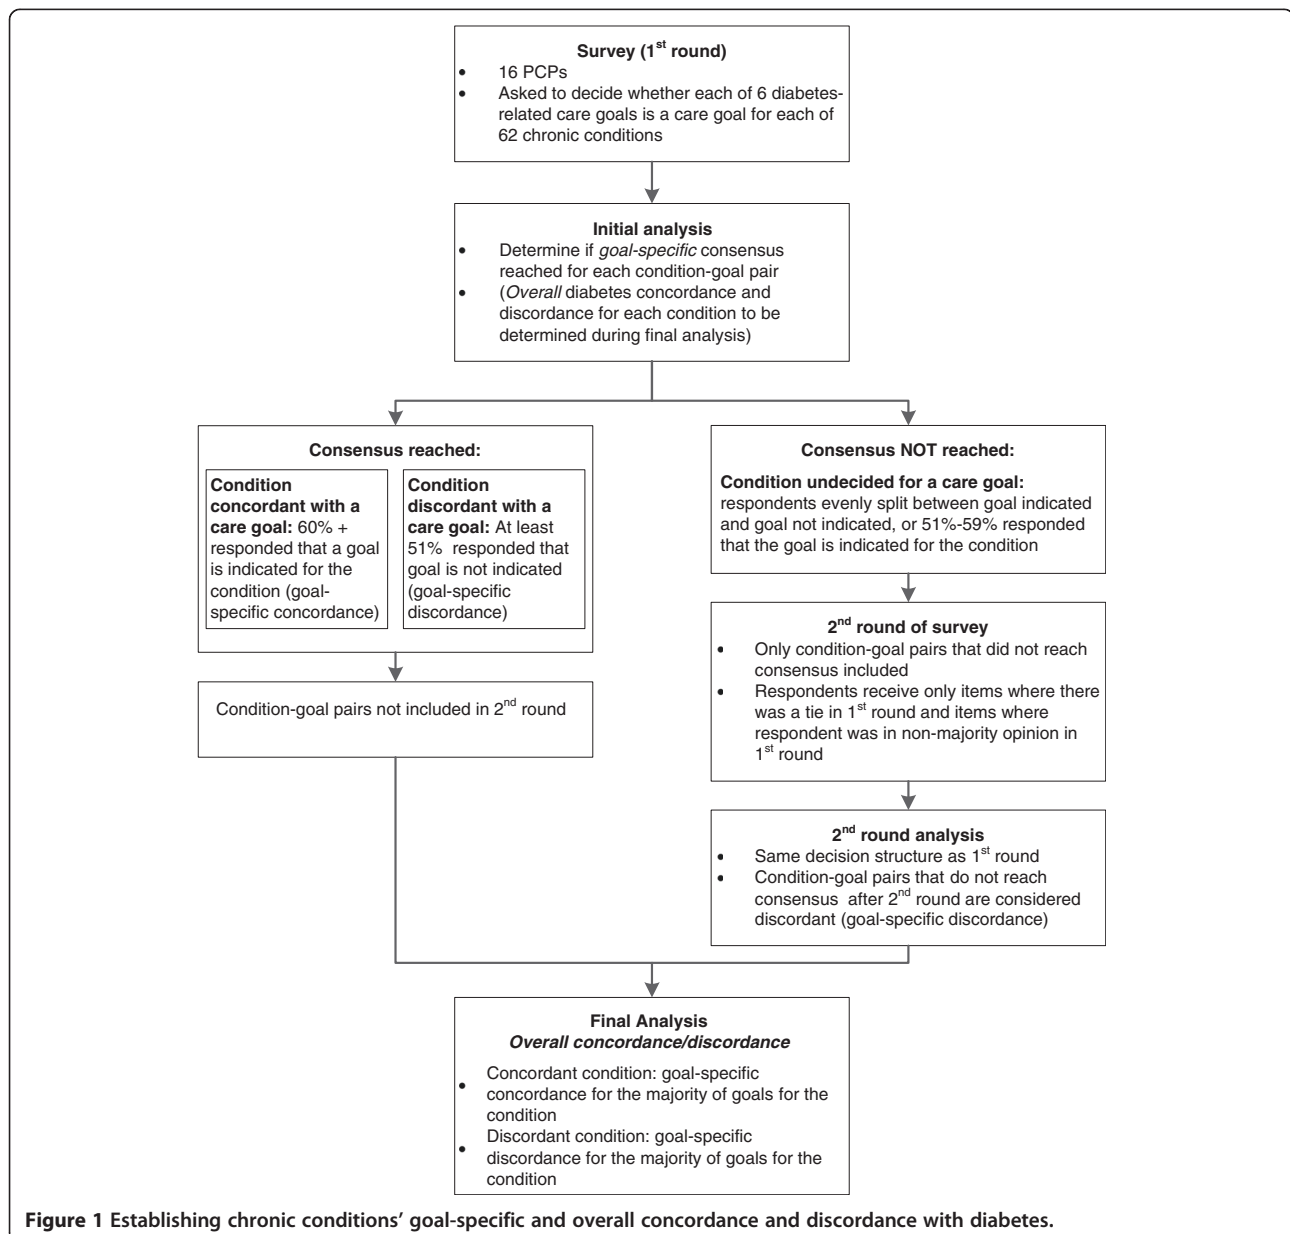 Survey (1st round)
• 16 PCPs
• Asked to decide whether each of 6 diabetes-
related care goals is a care goal for each of
62 chronic conditions
Initial analysis
• Determine if goal-specific consensus
reached for each condition-goal pair
• (Overall diabetes concordance and
discordance for each condition to be
determined during final analysis)
Consensus reached:
Condition
concordant with a
care goal: 60% +
responded that a goal
is indicated for the
condition (goal-
specific concordance)
Condition
discordant with a
care goal: At least
51% responded that
goal is not indicated
(goal-specific
discordance)
Condition-goal pairs not included in 2nd round
Consensus NOT reached:
Condition undecided for a care goal:
respondents evenly split between goal indicated
and goal not indicated, or 51%-59% responded
that the goal is indicated for the condition
2nd round of survey
• Only condition-goal pairs that did not reach
consensus included
• Respondents receive only items where there
was a tie in 1st round and items where
respondent was in non-majority opinion in
1st round
2nd round analysis
• Same decision structure as 1st round
• Condition-goal pairs that do not reach
consensus after 2nd round are considered
discordant (goal-specific discordance)
Final Analysis
Overall concordance/discordance
• Concordant condition: goal-specific
concordance for the majority of goals for the
condition
• Discordant condition: goal-specific
discordance for the majority of goals for the
condition
Figure 1 Establishing chronic conditions' goal-specific and overall concordance and discordance with diabetes.